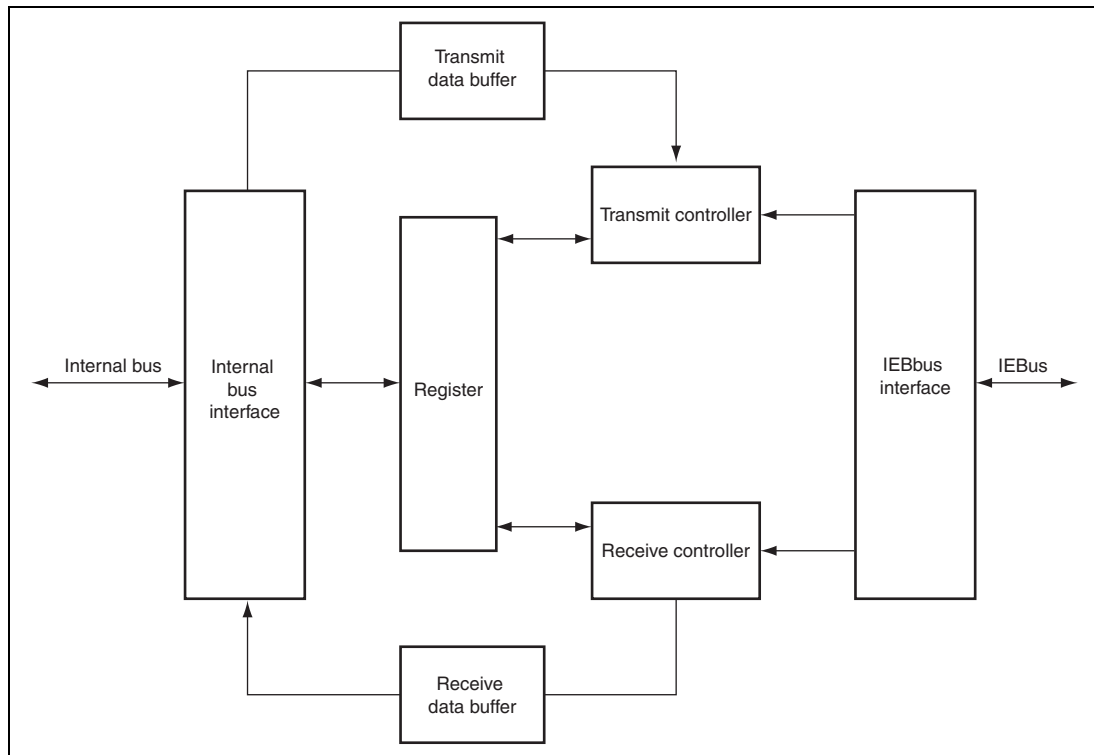 Transmit
data buffer
Transmit controller
Internal bus
Internal
bus
interface
Register
IEBbus
interface
IEBus
Receive controller
Receive
data buffer